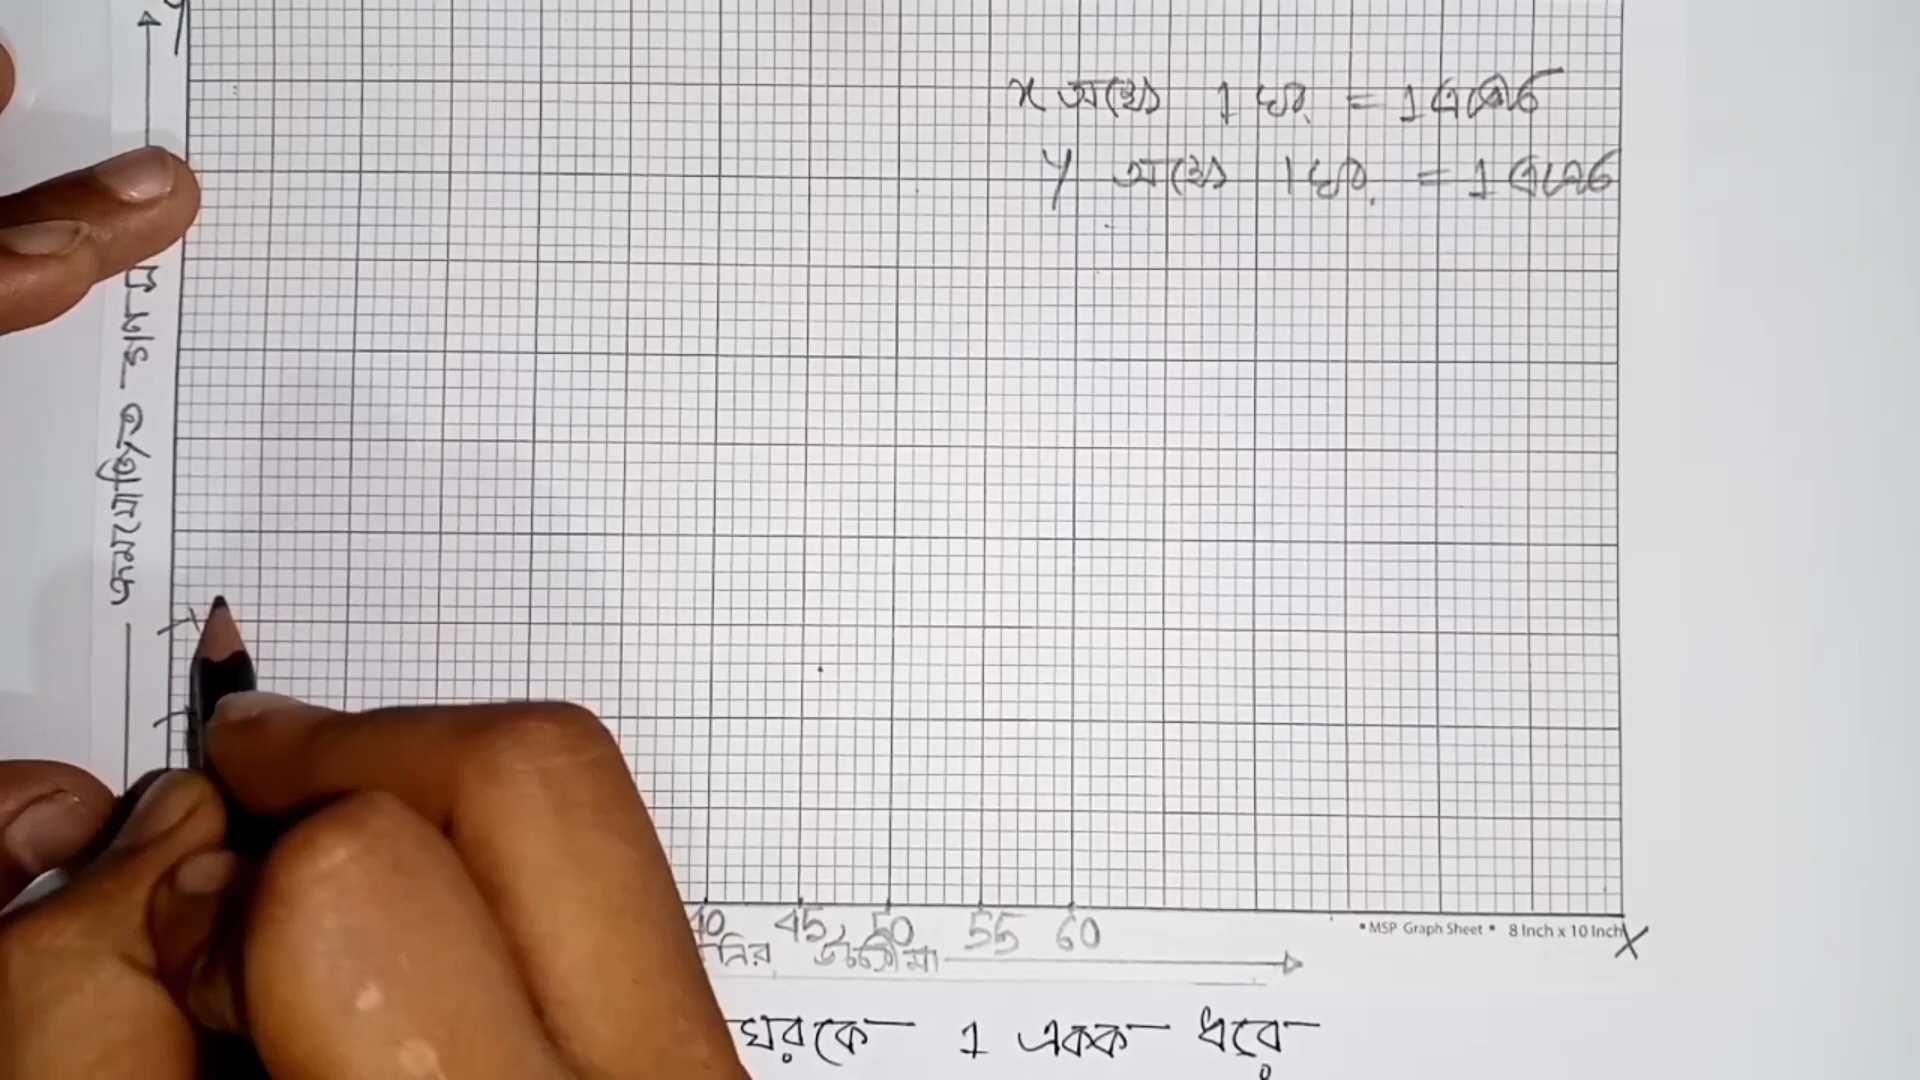 Y
x অক্ষে 1 ঘর = 1 একক
y অক্ষে 1 ঘর = 1 একক
ক্রমযোজিত গণসংখ্যা
40 45 50 55 60
• MSP Graph Sheet • 8 Inch x 10 Inch X
নির উচ্চসীমা
ঘরকে 1 একক ধরে